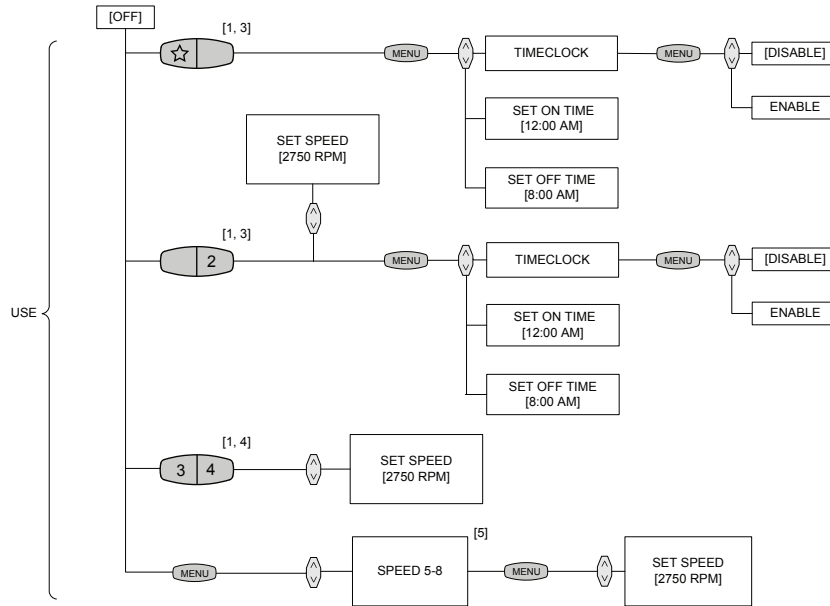 [OFF]
[1, 3]
MENU
TIMECLOCK
MENU
[DISABLE]
ENABLE
SET ON TIME
[12:00 AM]
SET OFF TIME
[8:00 AM]
SET SPEED
[2750 RPM]
[1, 3]
2
MENU
TIMECLOCK
MENU
[DISABLE]
ENABLE
SET ON TIME
[12:00 AM]
SET OFF TIME
[8:00 AM]
USE
[1, 4]
3 4
SET SPEED
[2750 RPM]
MENU
SPEED 5-8
[5]
MENU
SET SPEED
[2750 RPM]